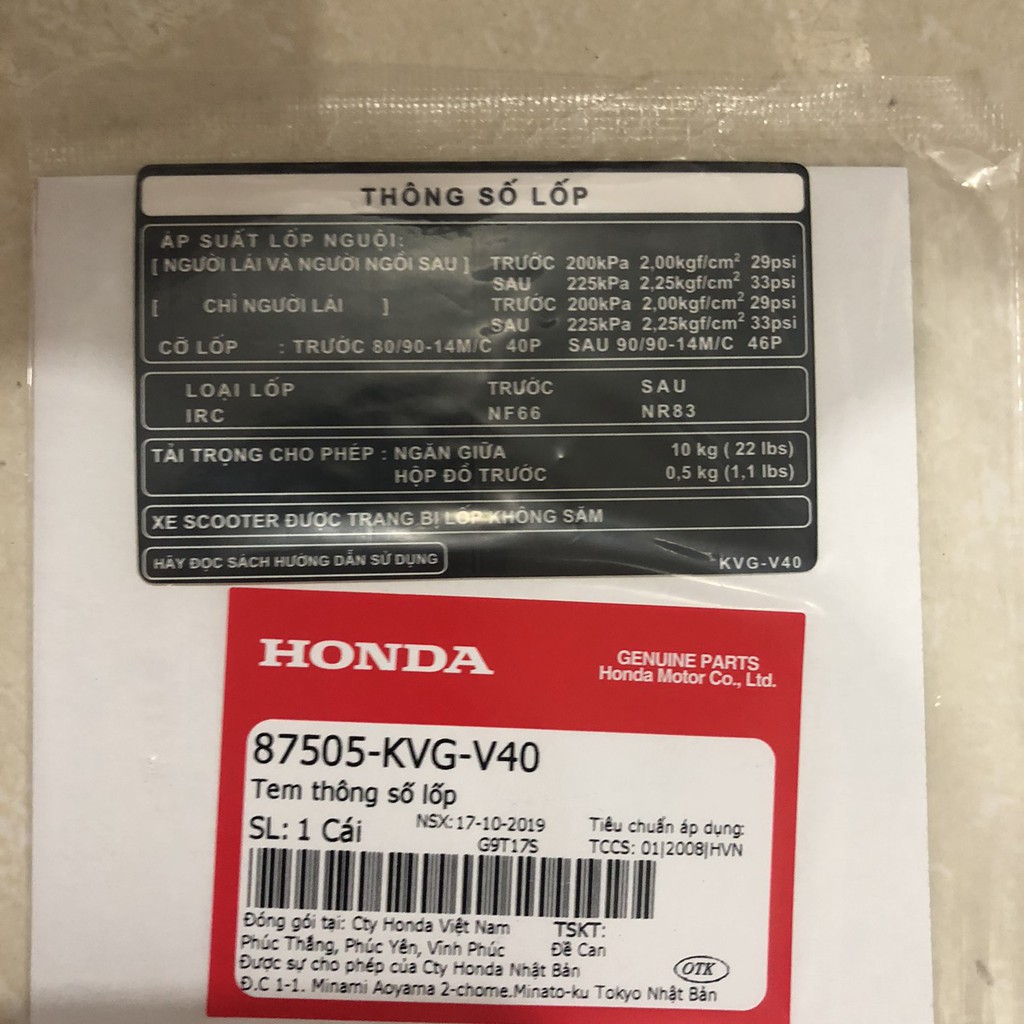 THÔNG SỐ LỐP
ÁP SUẤT LỐP NGUỘI:
[ NGƯỜI LÁI VÀ NGƯỜI NGỒI SAU ] TRƯỚC 200kPa 2,00kgf/cm² 29psi
SAU 225kPa 2,25kgf/cm² 33psi
[ CHỈ NGƯỜI LÁI ] TRƯỚC 200kPa 2,00kgf/cm² 29psi
SAU 225kPa 2,25kgf/cm² 33psi
CỠ LỐP : TRƯỚC 80/90-14M/C 40P SAU 90/90-14M/C 46P
LOẠI LỐP TRƯỚC SAU
IRC NF66 NR83
TẢI TRỌNG CHO PHÉP : NGĂN GIỮA 10 kg ( 22 lbs)
HỘP ĐỒ TRƯỚC 0,5 kg (1,1 lbs)
XE SCOOTER ĐƯỢC TRANG BỊ LỐP KHÔNG SĂM
HÃY ĐỌC SÁCH HƯỚNG DẪN SỬ DỤNG KVG-V40
HONDA GENUINE PARTS
Honda Motor Co., Ltd.
87505-KVG-V40
Tem thông số lốp
SL: 1 Cái NSX: 17-10-2019 Tiêu chuẩn áp dụng:
G9T17S TCCS: 01|2008|HVN
Đóng gói tại: Cty Honda Việt Nam TSKT:
Phúc Thắng, Phúc Yên, Vĩnh Phúc Đề Can
Được sự cho phép của Cty Honda Nhật Bản OTK
Đ.C 1-1. Minami Aoyama 2-chome.Minato-ku Tokyo Nhật Bản